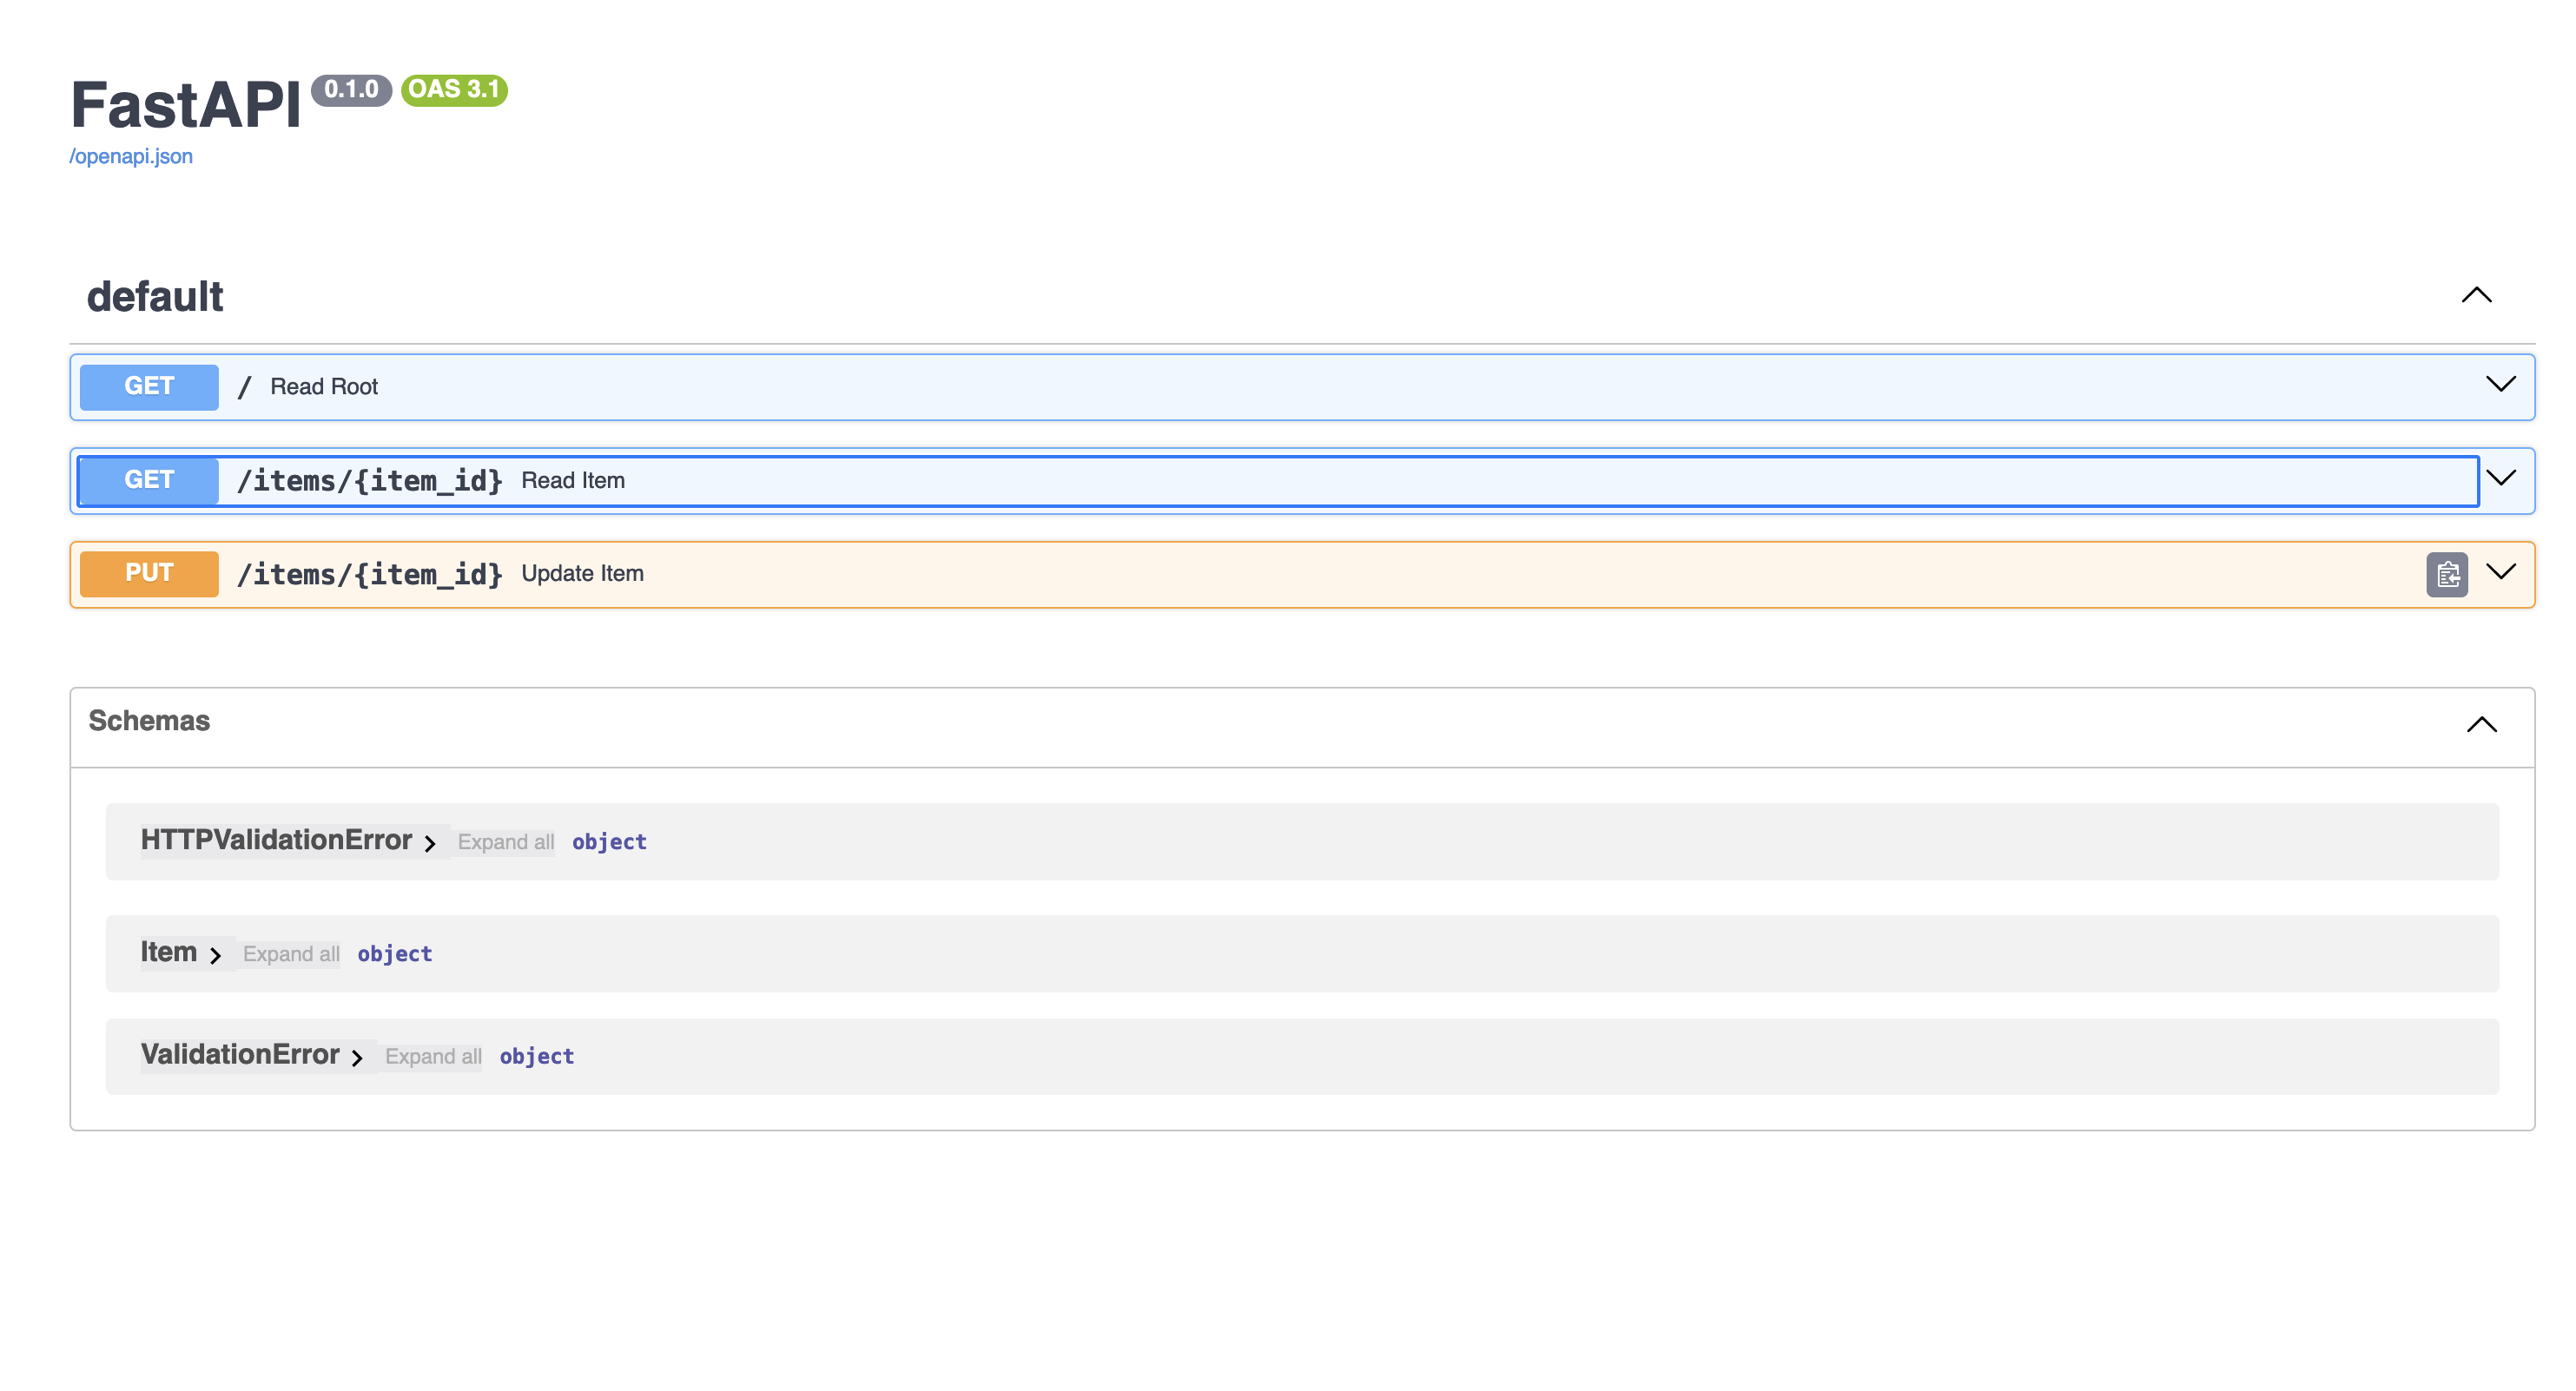 FastAPI 0.1.0 OAS 3.1
/openapi.json
default
GET / Read Root
GET /items/{item_id} Read Item
PUT /items/{item_id} Update Item
Schemas
HTTPValidationError Expand all object
Item Expand all object
ValidationError Expand all object